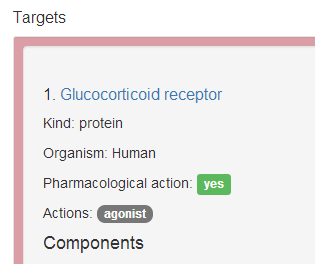 Targets
1. Glucocorticoid receptor
Kind: protein
Organism: Human
Pharmacological action: yes
Actions: agonist
Components